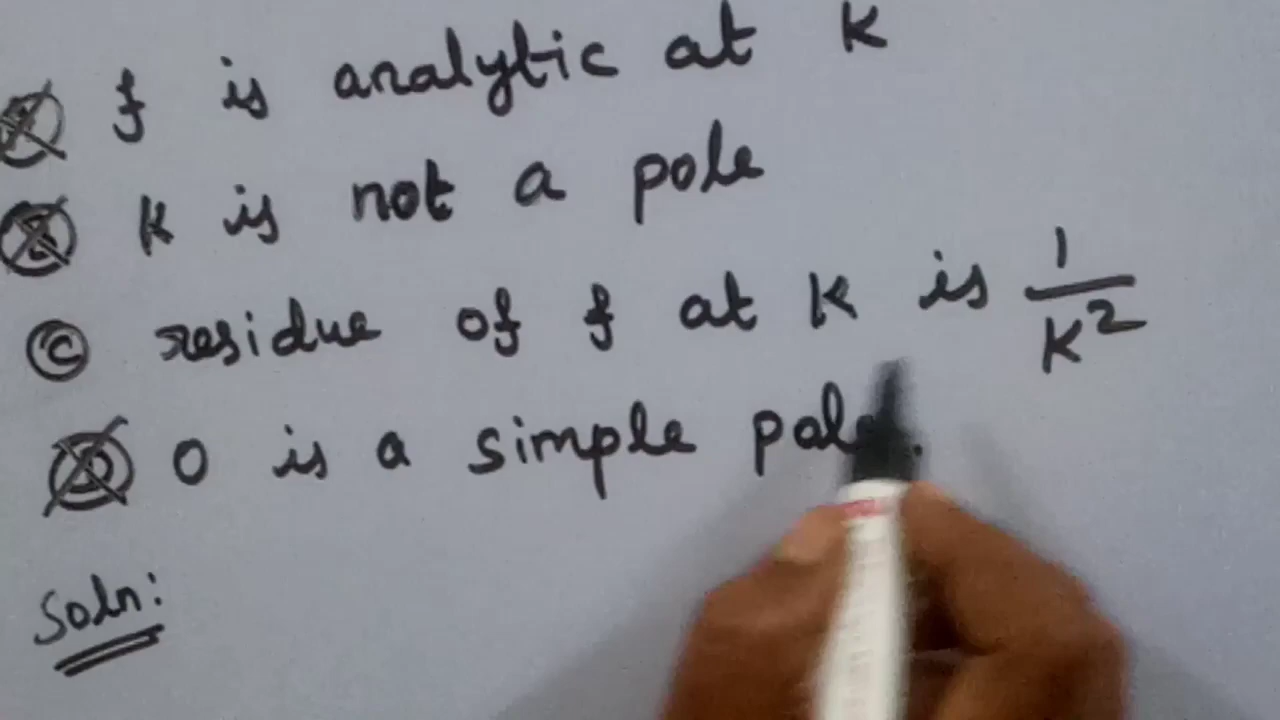 f is analytic at K
K is not a pole
(c) residue of f at K is 1/K²
0 is a simple pole.
Soln: